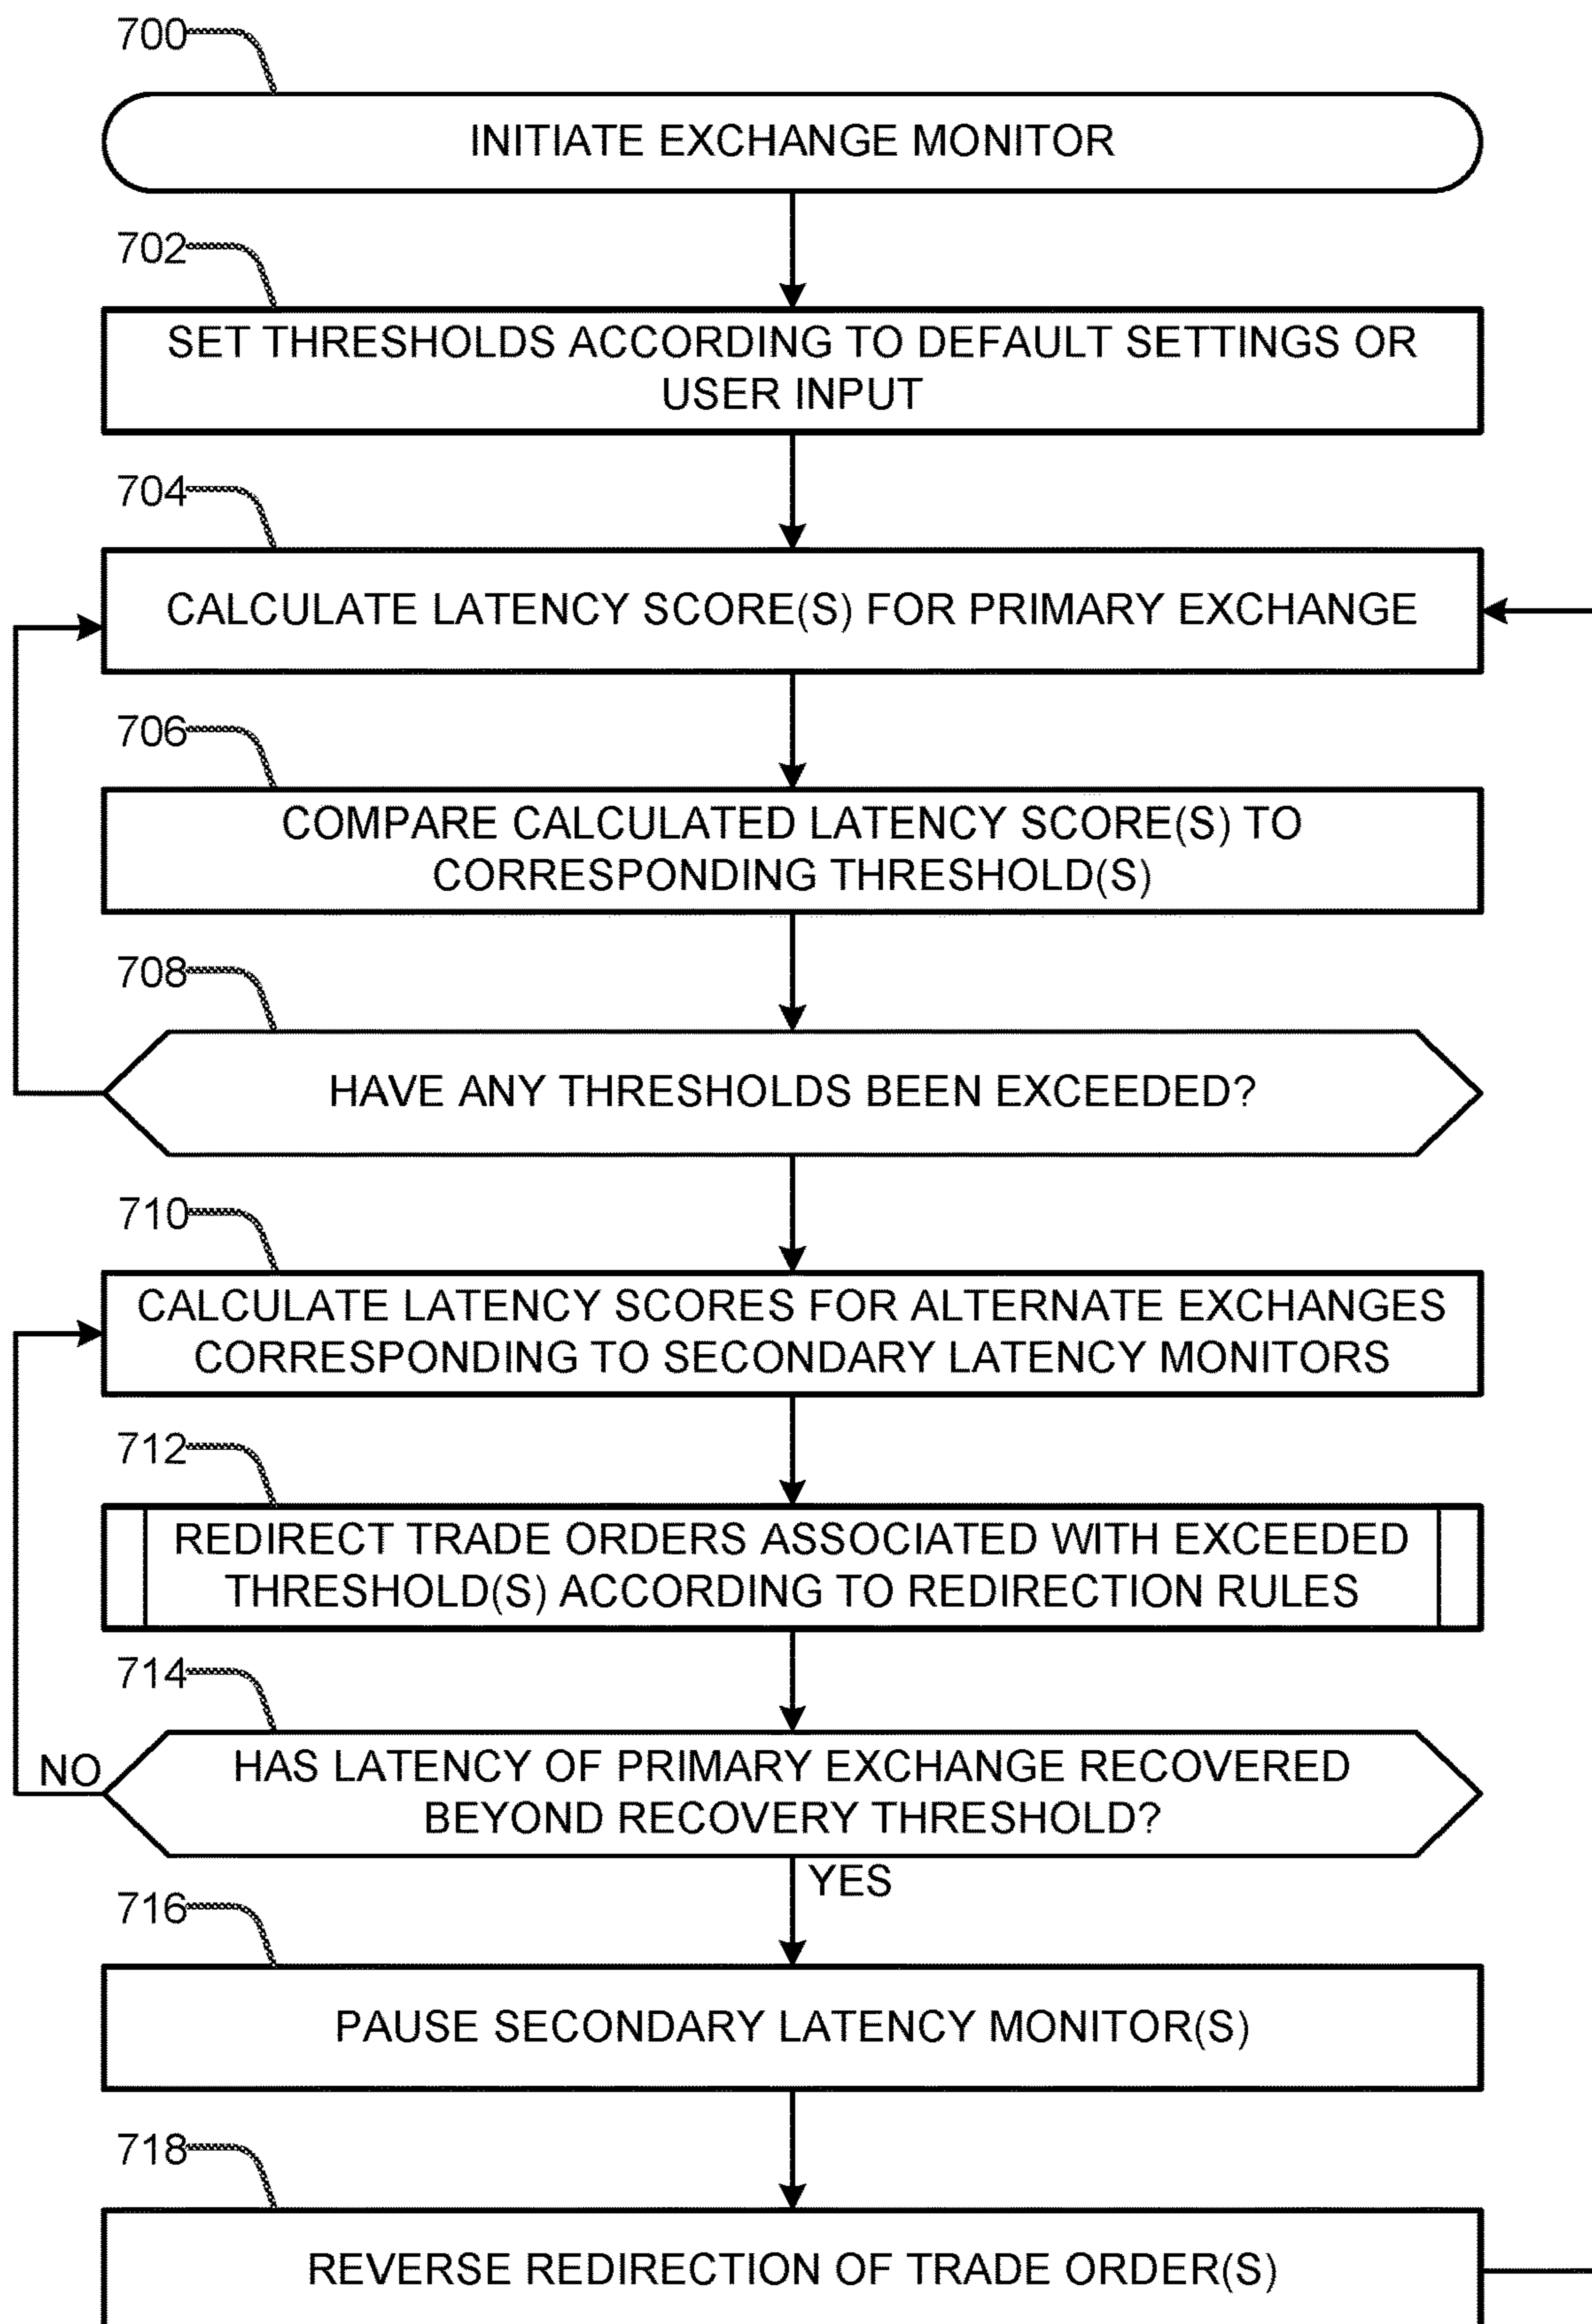 700
INITIATE EXCHANGE MONITOR
702
SET THRESHOLDS ACCORDING TO DEFAULT SETTINGS OR
USER INPUT
704
CALCULATE LATENCY SCORE(S) FOR PRIMARY EXCHANGE
706
COMPARE CALCULATED LATENCY SCORE(S) TO
CORRESPONDING THRESHOLD(S)
708
HAVE ANY THRESHOLDS BEEN EXCEEDED?
710
CALCULATE LATENCY SCORES FOR ALTERNATE EXCHANGES
CORRESPONDING TO SECONDARY LATENCY MONITORS
712
REDIRECT TRADE ORDERS ASSOCIATED WITH EXCEEDED
THRESHOLD(S) ACCORDING TO REDIRECTION RULES
714
NO
HAS LATENCY OF PRIMARY EXCHANGE RECOVERED
BEYOND RECOVERY THRESHOLD?
YES
716
PAUSE SECONDARY LATENCY MONITOR(S)
718
REVERSE REDIRECTION OF TRADE ORDER(S)